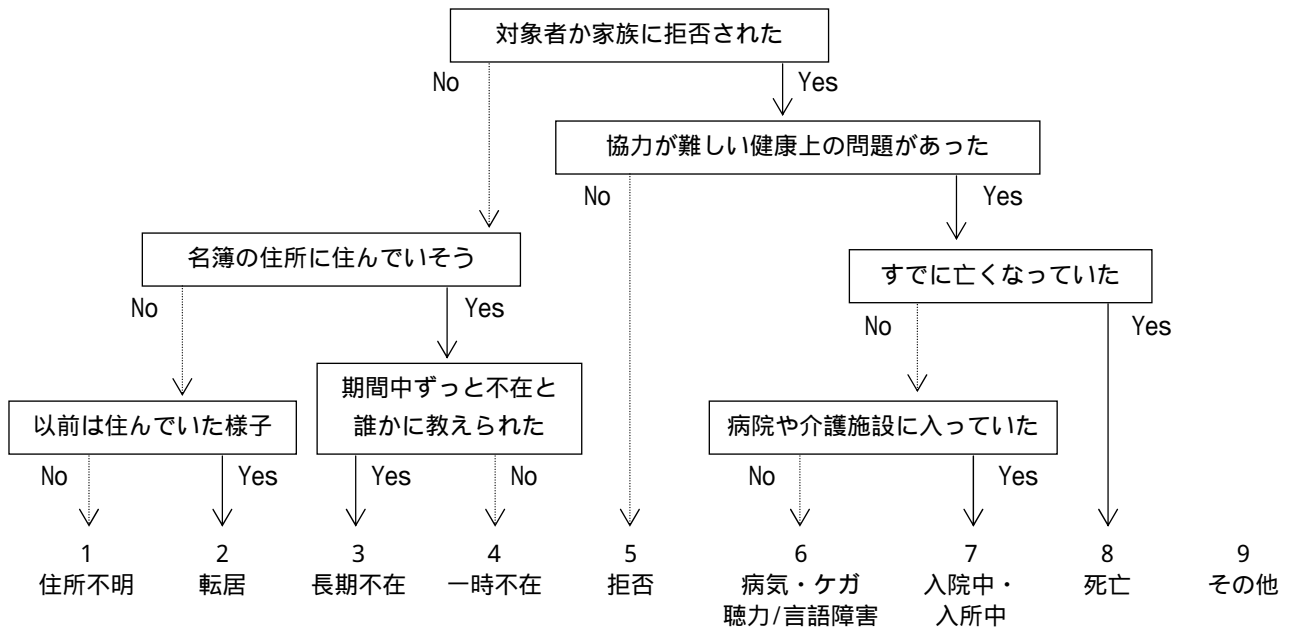 対象者か家族に拒否された
No
Yes
協力が難しい健康上の問題があった
No
Yes
名簿の住所に住んでいそう
すでに亡くなっていた
No
Yes
No
Yes
期間中ずっと不在と
誰かに教えられた
以前は住んでいた様子
病院や介護施設に入っていた
No
Yes
Yes
No
No
Yes
1
2
3
4
5
6
7
8
9
住所不明
転居
長期不在
一時不在
拒否
病気・ケガ
聴力/言語障害
入院中・
入所中
死亡
その他